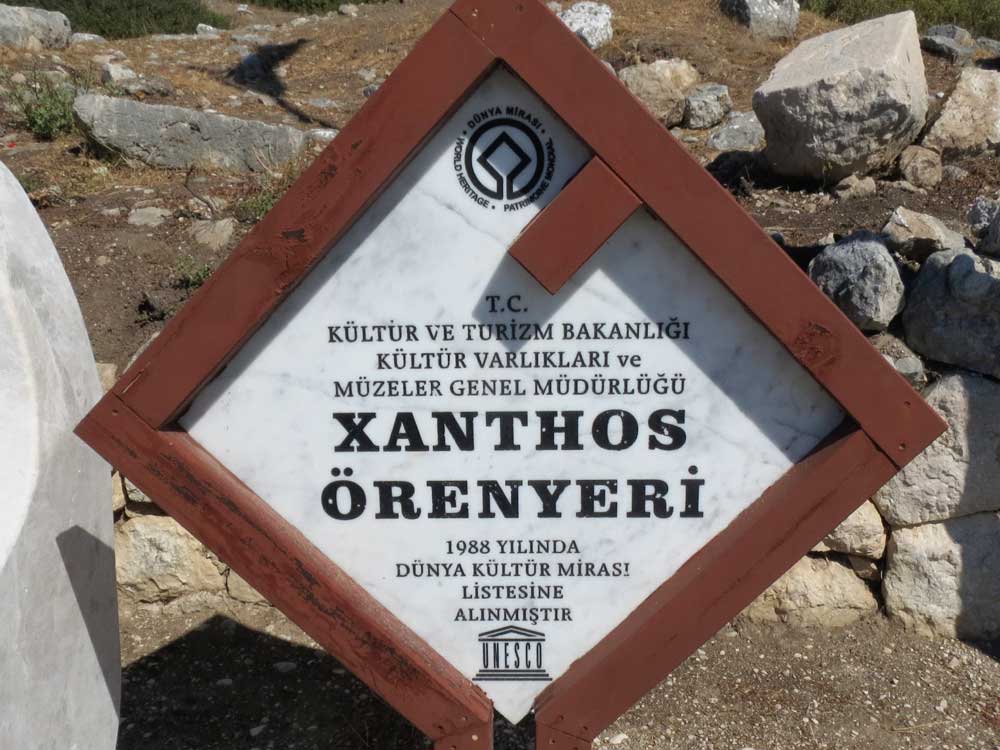 DÜNYA MİRASI • WORLD HERITAGE • PATRIMOINE MONDIAL
T.C.
KÜLTÜR VE TURİZM BAKANLIĞI
KÜLTÜR VARLIKLARI ve
MÜZELER GENEL MÜDÜRLÜĞÜ
XANTHOS
ÖRENYERİ
1988 YILINDA
DÜNYA KÜLTÜR MİRASI
LİSTESİNE
ALINMIŞTIR
UNESCO